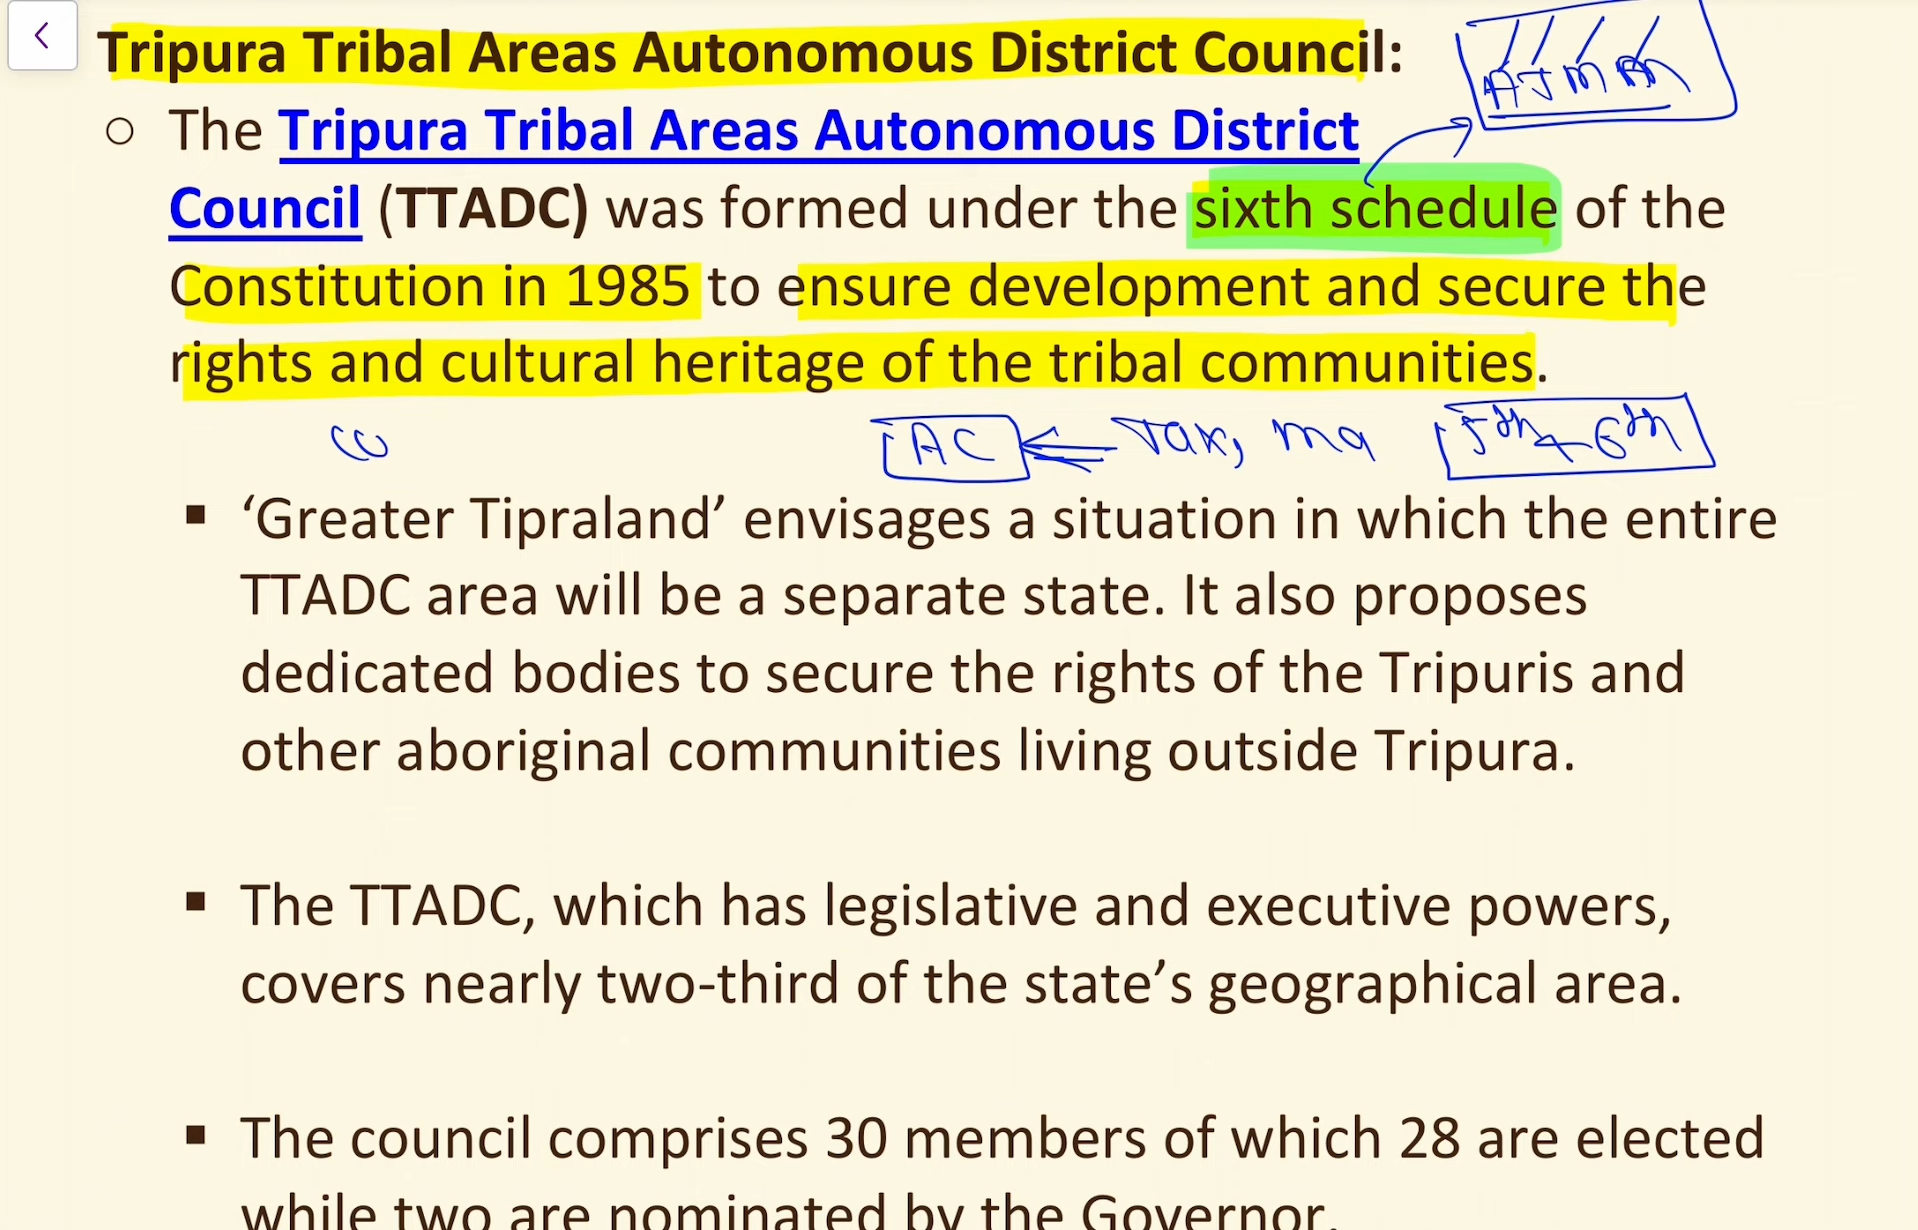 Tripura Tribal Areas Autonomous District Council:
○ The Tripura Tribal Areas Autonomous District
Council (TTADC) was formed under the sixth schedule of the
Constitution in 1985 to ensure development and secure the
rights and cultural heritage of the tribal communities.
AC Tax, 5th 6th
▪ ‘Greater Tipraland’ envisages a situation in which the entire
TTADC area will be a separate state. It also proposes
dedicated bodies to secure the rights of the Tripuris and
other aboriginal communities living outside Tripura.
▪ The TTADC, which has legislative and executive powers,
covers nearly two-third of the state’s geographical area.
▪ The council comprises 30 members of which 28 are elected
while two are nominated by the Governor.